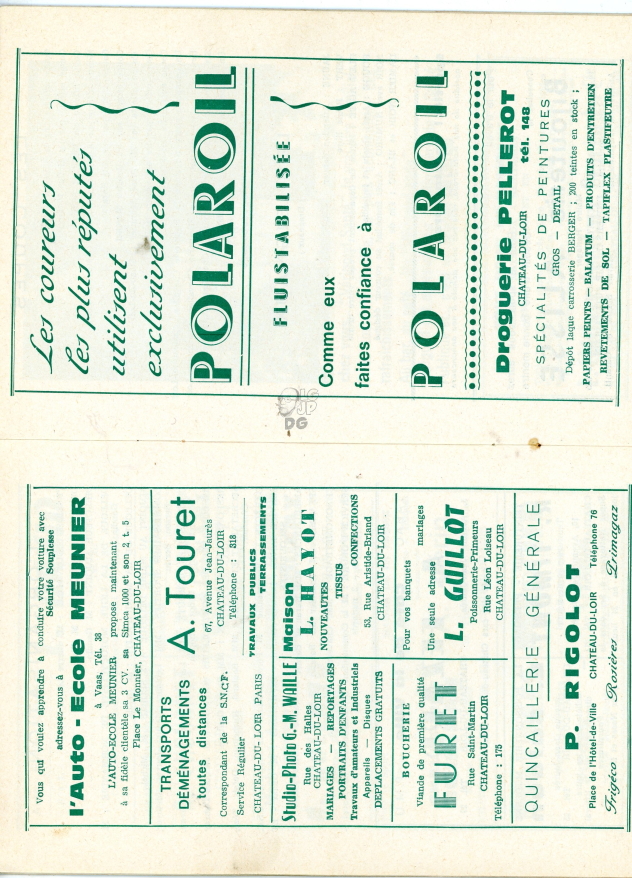 Les coureurs
les plus réputés
utilisent
exclusivement
POLAROIL
FLUISTABILISÉE
Comme eux
faites confiance à
POLAROIL
Droguerie PELLEROT
CHATEAU-DU-LOIR tél. 148
SPÉCIALITÉS DE PEINTURES
GROS — DETAIL
Dépôt laque carrosserie BERGER ; 200 teintes en stock ;
PAPIERS PEINTS — BALATUM — PRODUITS D'ENTRETIEN
REVETEMENTS DE SOL — TAPIFLEX PLASTIFEUTRE
DG
Vous qui voulez apprendre à conduire votre voiture avec
Sécurité Souplesse
adressez-vous à
l'Auto-Ecole MEUNIER
à Vaas, Tél. 38
L'AUTO-ECOLE MEUNIER propose maintenant
à sa fidèle clientèle sa 3 CV. sa Simca 1000 et son 2 t. 5
Place Le Monnier, CHATEAU-DU-LOIR
TRANSPORTS
DÉMÉNAGEMENTS
toutes distances
Correspondant de la S.N.C.F.
Service Régulier
CHATEAU-DU-LOIR PARIS
A. Touret
67, Avenue Jean-Jaurès
CHATEAU-DU-LOIR
Téléphone : 318
TRAVAUX PUBLICS
TERRASSEMENTS
Studio-Photo G.-M. WAILLE
Rue des Halles
CHATEAU-DU-LOIR
MARIAGES — REPORTAGES
PORTRAITS D'ENFANTS
Travaux d'amateurs et Industriels
Appareils — Disques
DEPLACEMENTS GRATUITS
Maison
L. HAYOT
NOUVEAUTES
TISSUS
CONFECTIONS
53, Rue Aristide-Briand
CHATEAU-DU-LOIR
BOUCHERIE
Viande de première qualité
FURET
Rue Saint-Martin
CHATEAU-DU-LOIR
Téléphone : 175
Pour vos banquets mariages
Une seule adresse
L. GUILLOT
Poissonnerie-Primeurs
Rue Léon Loiseau
CHATEAU-DU-LOIR
QUINCAILLERIE GÉNÉRALE
P. RIGOLOT
Place de l'Hôtel-de-Ville CHATEAU-DU-LOIR Téléphone 76
Frigéco Rosières Primagaz